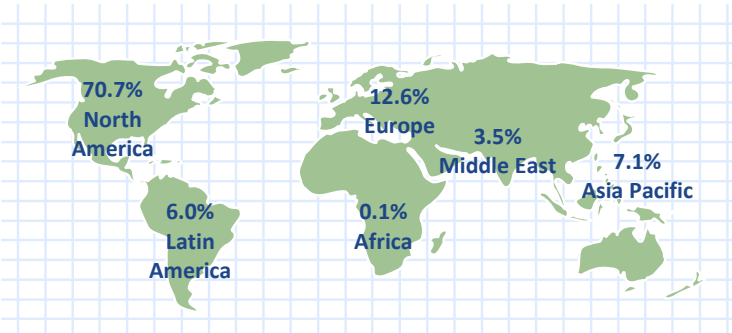 70.7%
North
America
12.6%
Europe
3.5%
Middle East
7.1%
Asia Pacific
6.0%
Latin
America
0.1%
Africa